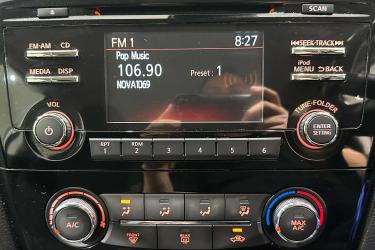 SCAN
FM-AM CD
MEDIA DISP
VOL
FM 1 8:27
Pop Music
106.90 Preset : 1
NOVA1069
SEEK/TRACK
iPod
MENU BACK
TUNE-FOLDER
ENTER
SETTING
RPT
1
RDM
2
3
4
5
6
A/C
MAX
A/C
FRONT
REAR